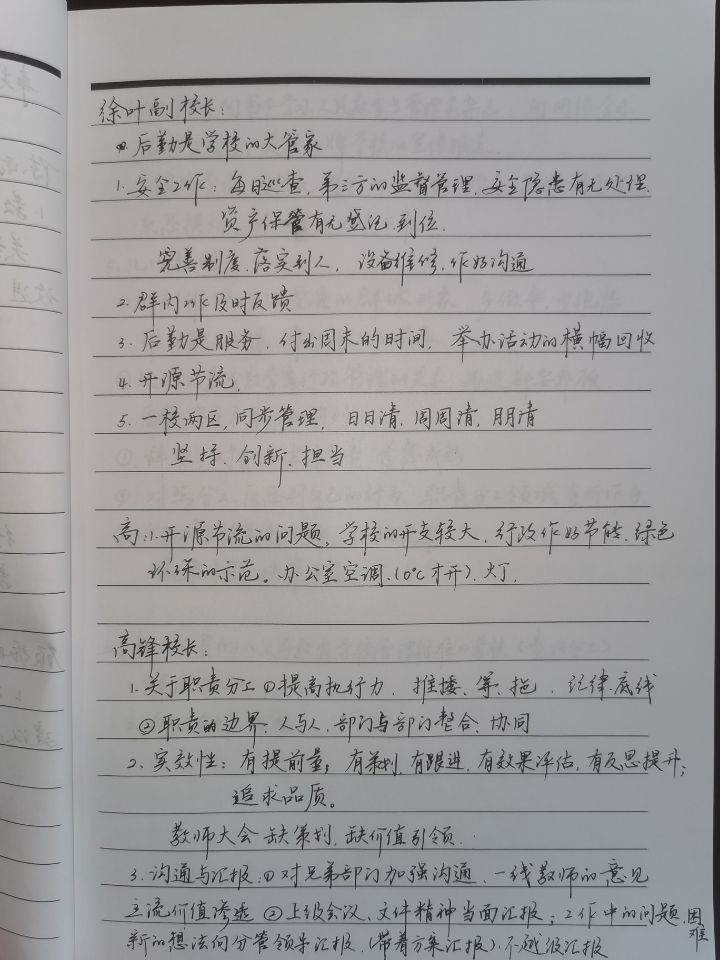 徐叶副校长：
①后勤是学校的大管家
1.安全工作：每日巡查，第三方的监督管理，安全隐患有无处理，
资产保管有无登记，到位.
完善制度，落实到人，设备维修，作好沟通
2.群内工作及时反馈
3.后勤是服务，付出周末的时间，举办活动的横幅回收
4.开源节流，
5.一校两区，同步管理，日日清，周周清，月月清
坚持、创新、担当
高：1.开源节流的问题，学校的开支较大，行政作好节能、绿色
环保的示范。办公室空调.(10℃才开)、灯.
高锋校长：
1.关于职责分工①提高执行力，推诿、等、拖，纪律、底线
②职责的边界：人与人，部门与部门整合、协同
2、实效性：有提前量，有策划，有跟进，有效果评估，有反思提升；
追求品质。
教师大会缺策划，缺价值引领.
3.沟通与汇报.①对兄弟部门加强沟通，一线教师的意见
主流价值渗透②上级会议、文件精神当面汇报；工作中的问题、困难
新的想法向分管领导汇报，(带着方案汇报)、不越级汇报